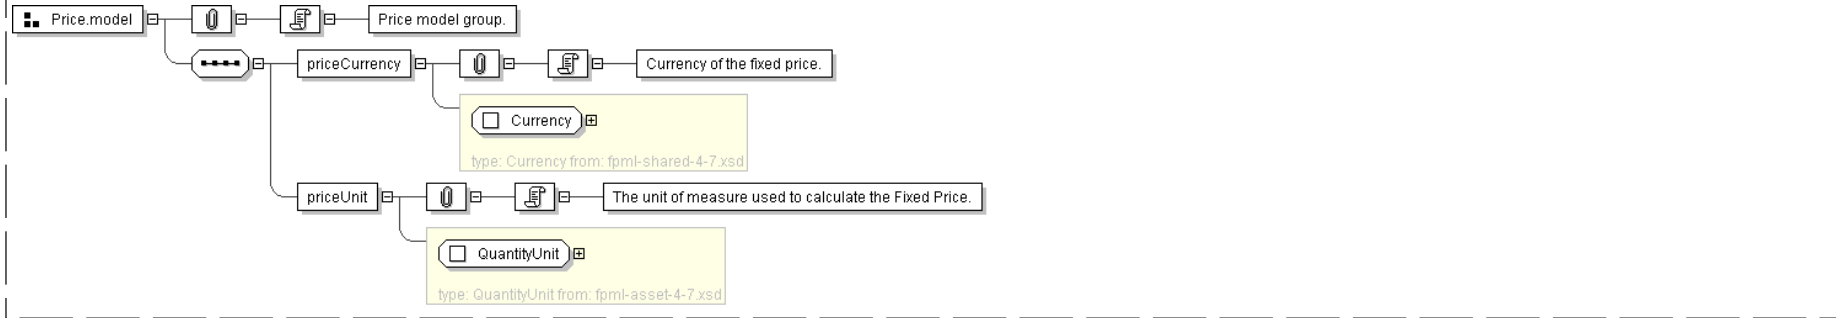 Price.model
Price model group.
priceCurrency
Currency of the fixed price.
Currency
type: Currency from: fpml-shared-4-7.xsd
priceUnit
The unit of measure used to calculate the Fixed Price.
QuantityUnit
type: QuantityUnit from: fpml-asset-4-7.xsd